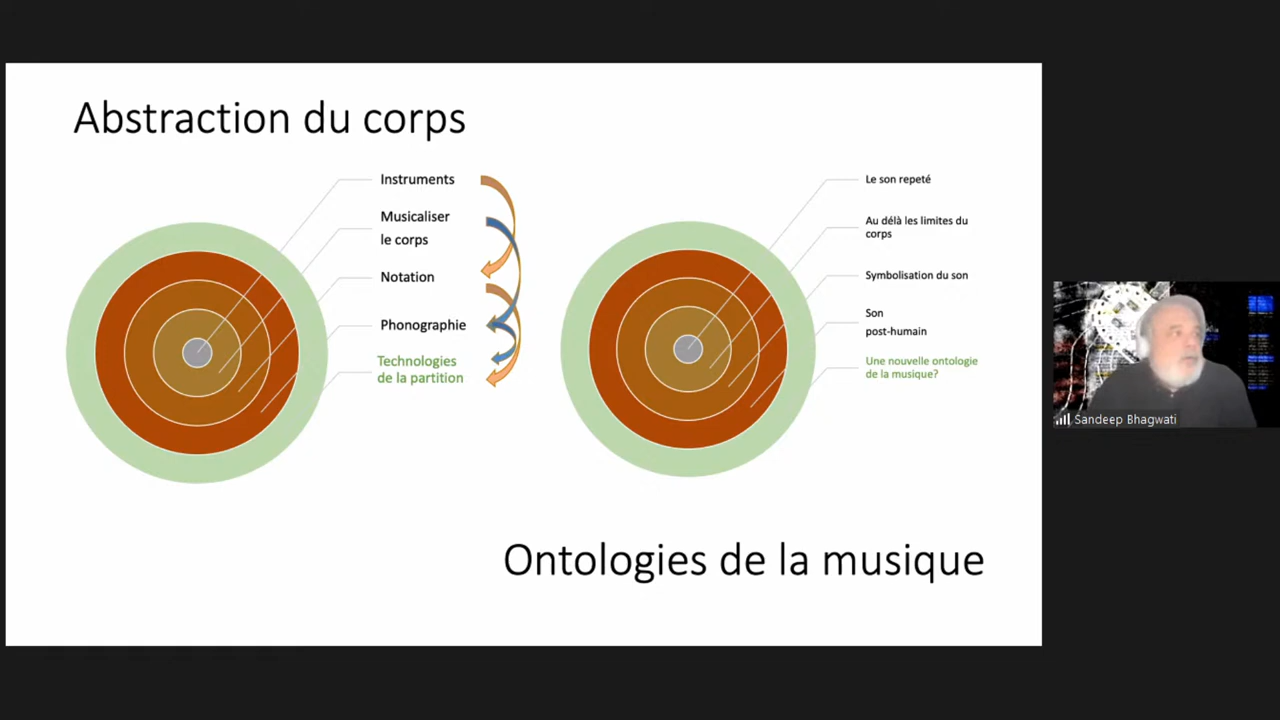 Abstraction du corps
Instruments
Musicaliser
le corps
Notation
Phonographie
Technologies
de la partition
Le son repeté
Au délà les limites du
corps
Symbolisation du son
Son
post-humain
Une nouvelle ontologie
de la musique?
Ontologies de la musique
Sandeep Bhagwati